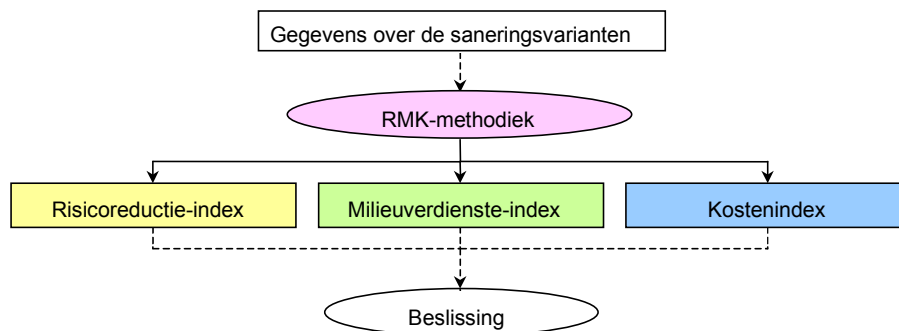 Gegevens over de saneringsvarianten
RMK-methodiek
Risicoreductie-index
Milieuverdienste-index
Kostenindex
Beslissing